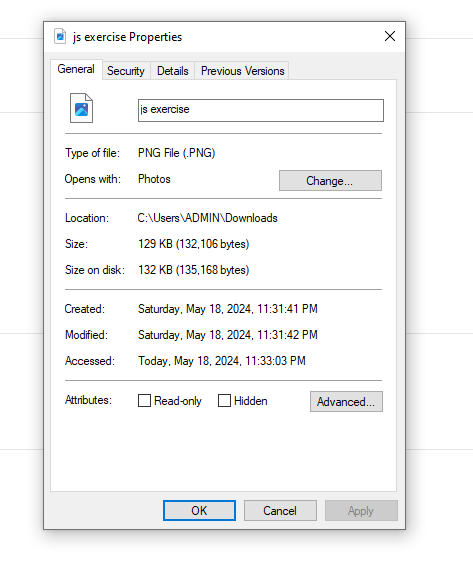 js exercise Properties
General Security Details Previous Versions
js exercise
Type of file: PNG File (.PNG)
Opens with: Photos Change...
Location: C:\Users\ADMIN\Downloads
Size: 129 KB (132,106 bytes)
Size on disk: 132 KB (135,168 bytes)
Created: Saturday, May 18, 2024, 11:31:41 PM
Modified: Saturday, May 18, 2024, 11:31:42 PM
Accessed: Today, May 18, 2024, 11:33:03 PM
Attributes: Read-only Hidden Advanced...
OK Cancel Apply